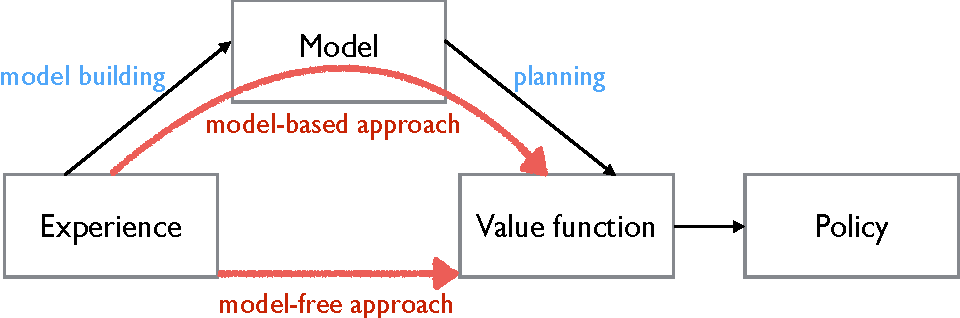 Model
model building
planning
model-based approach
Experience
Value function
Policy
model-free approach